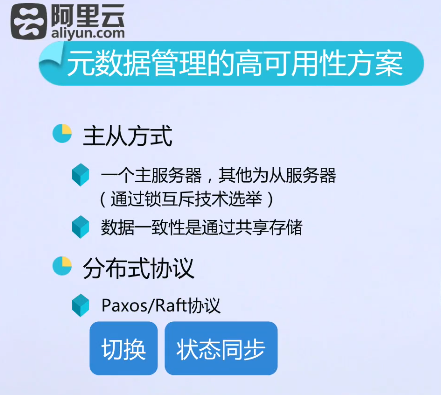 阿里云
aliyun.com
元数据管理的高可用性方案
主从方式
一个主服务器，其他为从服务器
（通过锁互斥技术选举）
数据一致性是通过共享存储
分布式协议
Paxos/Raft协议
切换 状态同步